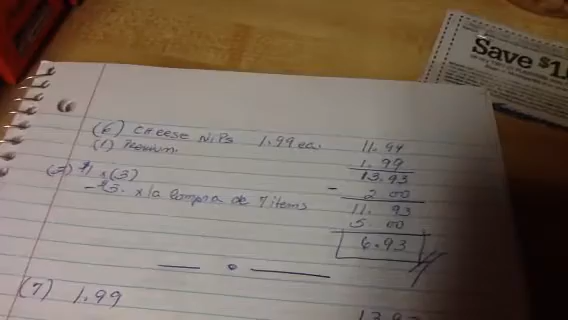 Save $1.
(6) CHEESE NiPS 1.99 ea. 11.94
(1) Premium. 1.99
13.93
(2) $1 x (3) - 2 00
-$5. x la compra de 7 items 11. 93
5. 00
6.93
(7) 1.99